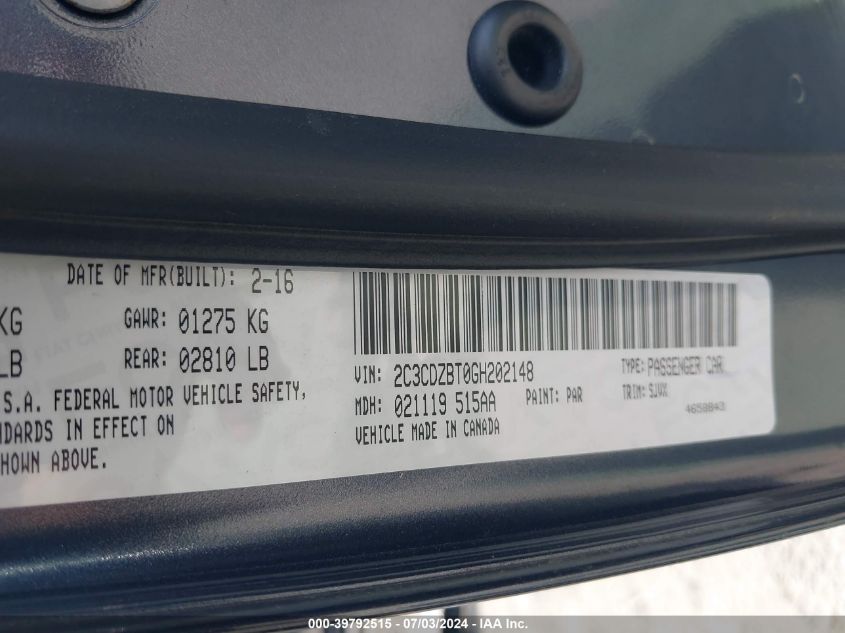 DATE OF MFR(BUILT): 2-16
KG GAWR: 01275 KG
LB REAR: 02810 LB
S.A. FEDERAL MOTOR VEHICLE SAFETY,
NDARDS IN EFFECT ON
HOWN ABOVE.
VIN: 2C3CDZBT0GH202148 TYPE: PASSENGER CAR
MDH: 021119 515AA PAINT: PAR TRIM: SJVX
VEHICLE MADE IN CANADA
000-39792515 - 07/03/2024 - IAA Inc.